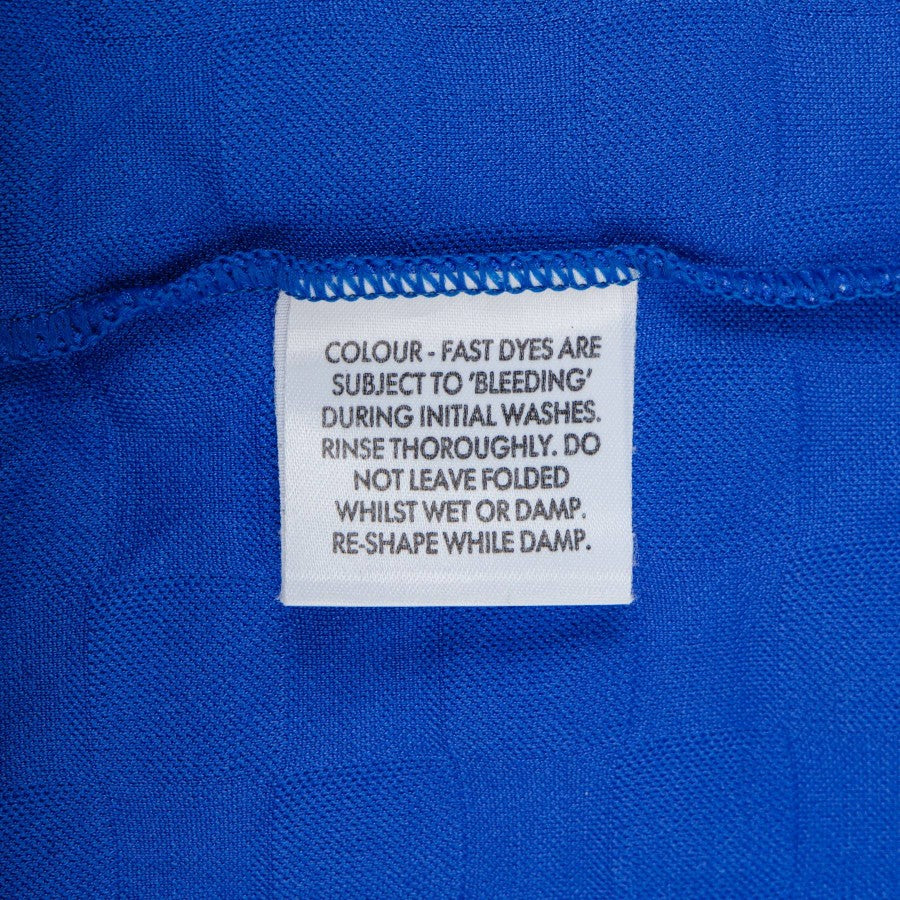 COLOUR - FAST DYES ARE
SUBJECT TO 'BLEEDING'
DURING INITIAL WASHES.
RINSE THOROUGHLY. DO
NOT LEAVE FOLDED
WHILST WET OR DAMP.
RE-SHAPE WHILE DAMP.